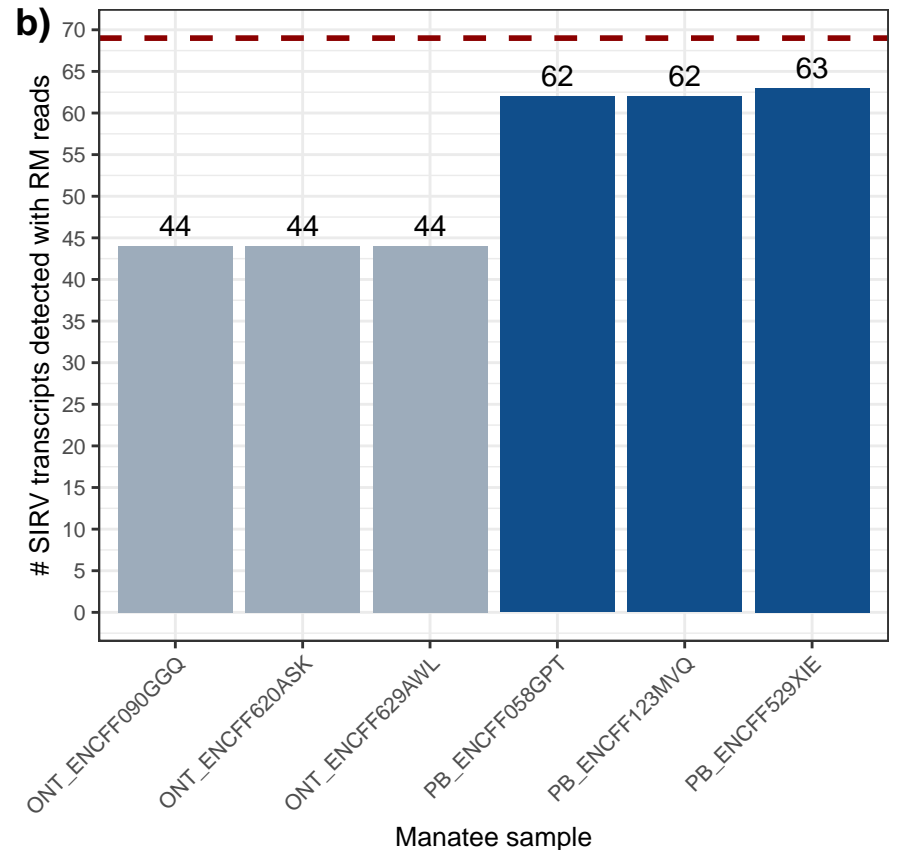 b)
# SIRV transcripts detected with RM reads
70
65
60
55
50
45
40
35
30
25
20
15
10
5
0
44
44
44
62
62
63
ONT_ENCFF090GGQ
ONT_ENCFF620ASK
ONT_ENCFF629AWL
PB_ENCFF058GPT
PB_ENCFF123MVQ
PB_ENCFF529XIE
Manatee sample